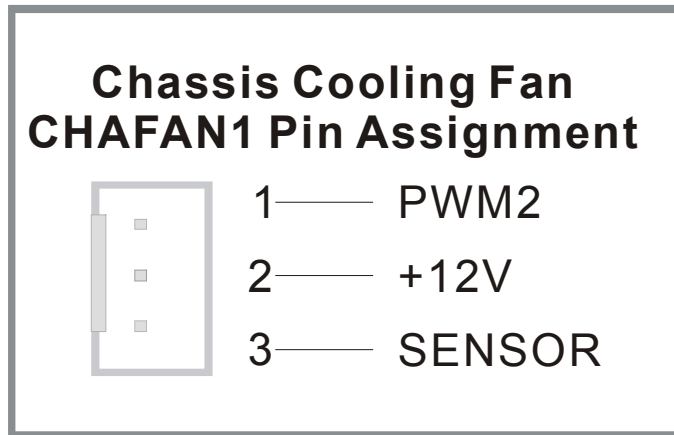 Chassis Cooling Fan
CHAFAN1 Pin Assignment
1 PWM2
2 +12V
3 SENSOR